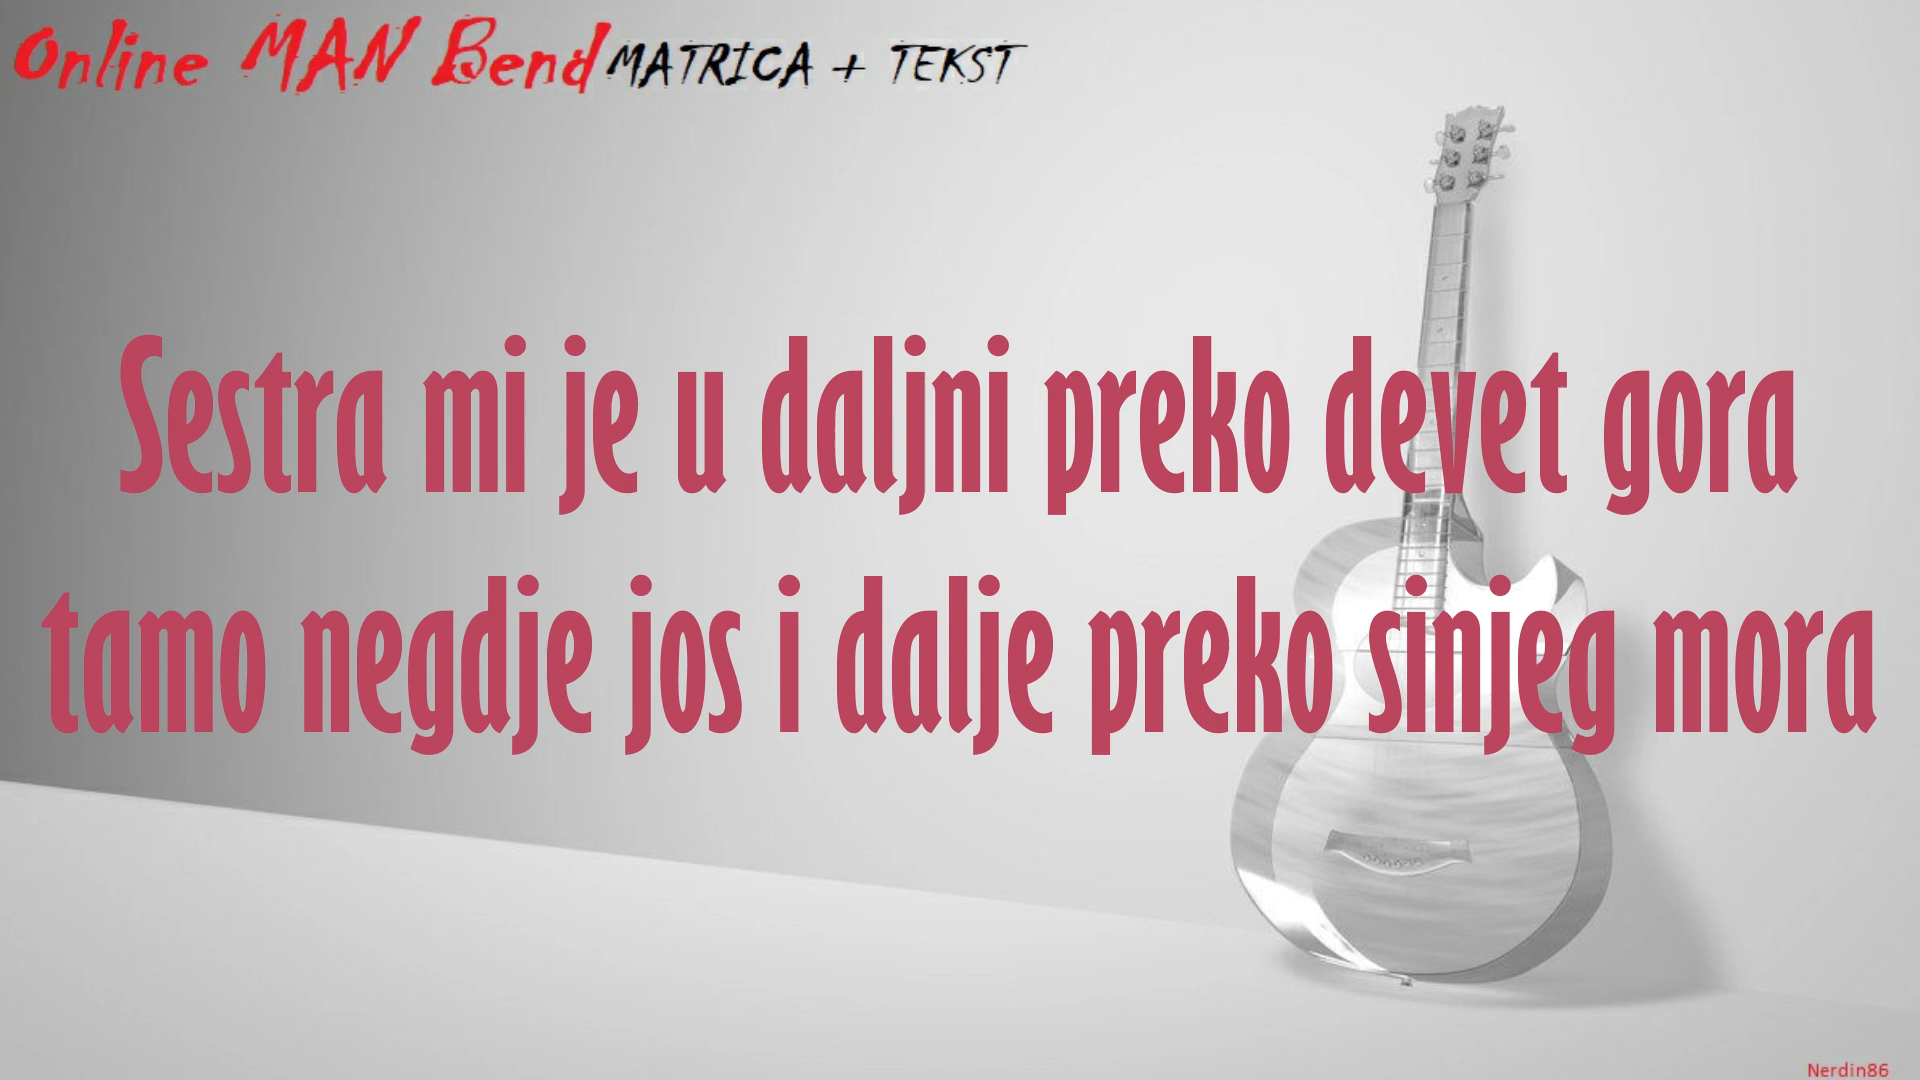 Online MAN Bend MATRICA + TEKST
Sestra mi je u daljni preko devet gora
tamo negdje jos i dalje preko sinjeg mora
Nerdin86